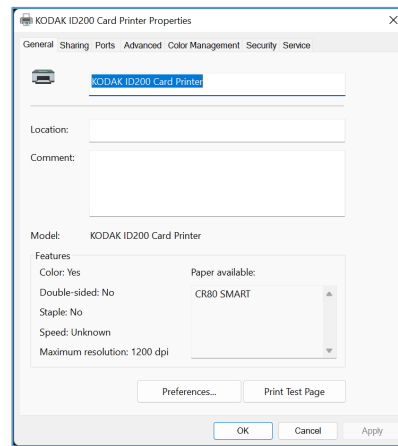 KODAK ID200 Card Printer Properties
General Sharing Ports Advanced Color Management Security Service
KODAK ID200 Card Printer
Location:
Comment:
Model: KODAK ID200 Card Printer
Features
Color: Yes Paper available:
Double-sided: No CR80 SMART
Staple: No
Speed: Unknown
Maximum resolution: 1200 dpi
Preferences... Print Test Page
OK Cancel Apply